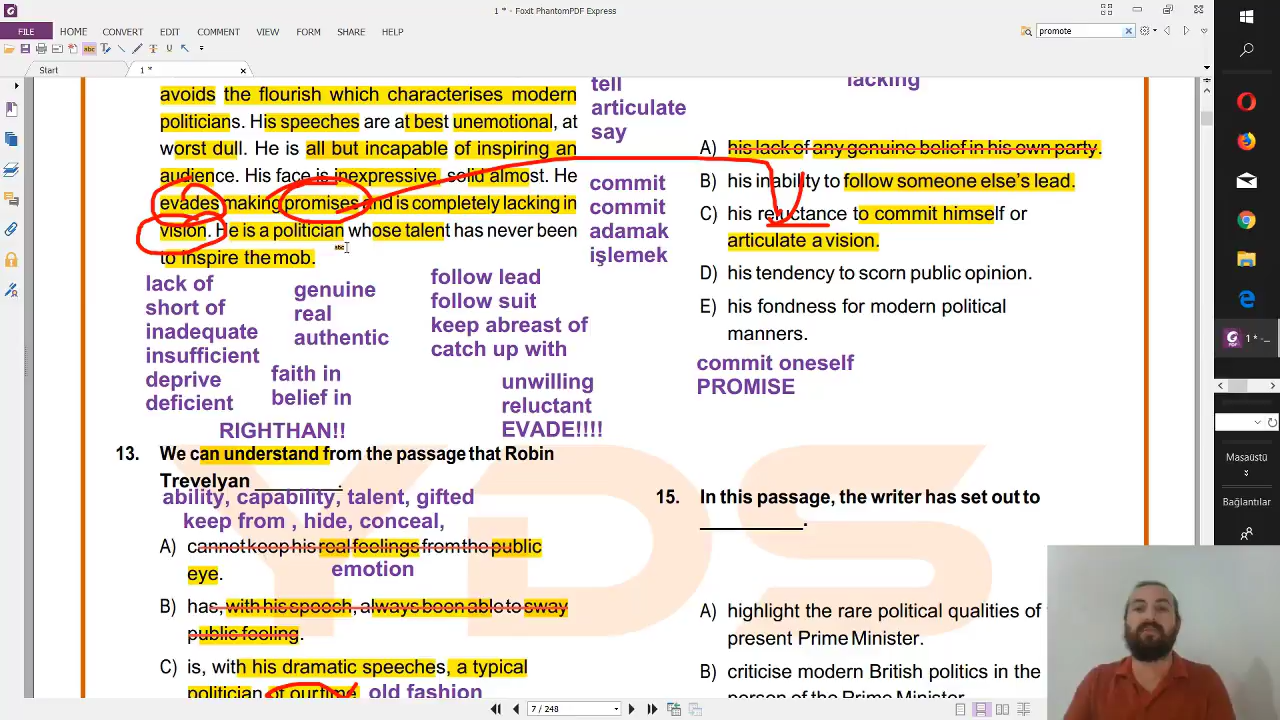 1 * - Foxit PhantomPDF Express
FILE HOME CONVERT EDIT COMMENT VIEW FORM SHARE HELP
promote
Start
1 *
avoids the flourish which characterises modern
politicians. His speeches are at best unemotional, at
worst dull. He is all but incapable of inspiring an
audience. His face is inexpressive, solid almost. He
evades making promises and is completely lacking in
vision. He is a politician whose talent has never been
to inspire the mob.
tell
articulate
say
commit
commit
adamak
işlemek
lack of
short of
inadequate
insufficient
deprive
deficient
genuine
real
authentic
faith in
belief in
RIGHTHAN!!
follow lead
follow suit
keep abreast of
catch up with
unwilling
reluctant
EVADE!!!!
13. We can understand from the passage that Robin
Trevelyan ________.
ability, capability, talent, gifted
keep from , hide, conceal,
A) cannot keep his real feelings from the public
eye.
emotion
B) has, with his speech, always been able to sway
public feeling.
C) is, with his dramatic speeches, a typical
politician of our time.
old fashion
lacking
A) his lack of any genuine belief in his own party.
B) his inability to follow someone else's lead.
C) his reluctance to commit himself or
articulate a vision.
D) his tendency to scorn public opinion.
E) his fondness for modern political
manners.
commit oneself
PROMISE
15. In this passage, the writer has set out to
________.
A) highlight the rare political qualities of
present Prime Minister.
B) criticise modern British politics in the
person of the Prime Minister.
YDS
7 / 248
1 * -...
Masaüstü
Bağlantılar